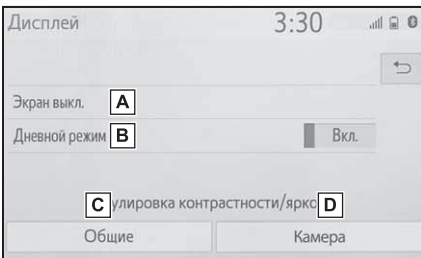 Дисплей 3:30
Экран выкл. A
Дневной режим B Вкл.
C улировка контрастности/ярко D
Общие Камера